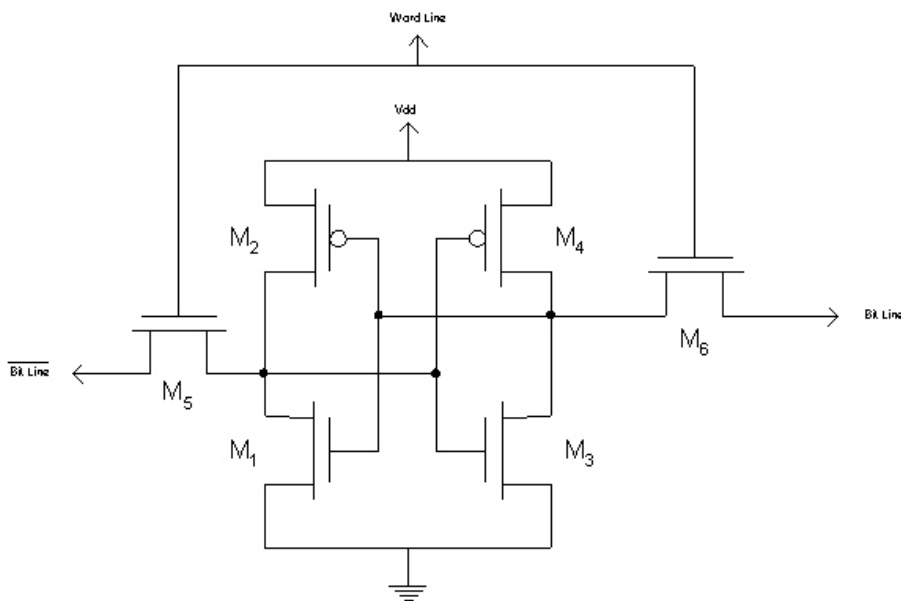 Word Line
Vdd
M2
M4
Bit Line
M6
Bit Line
M5
M1
M3